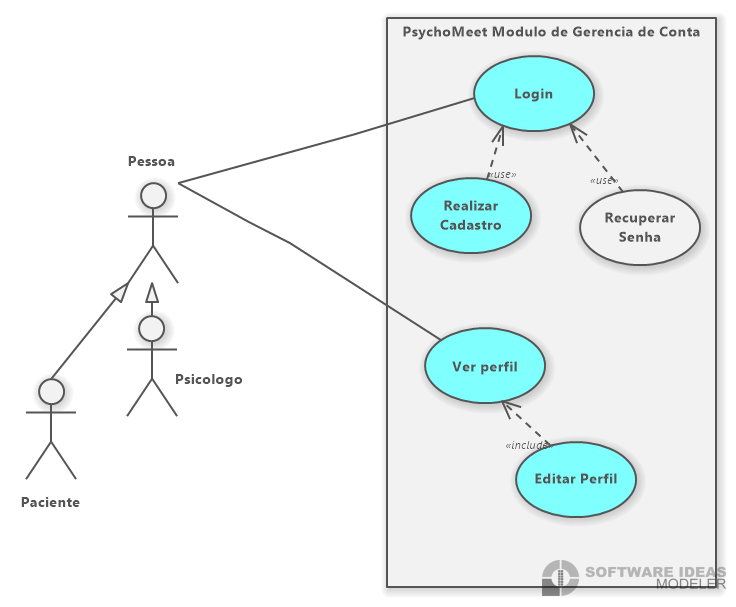 PsychoMeet Modulo de Gerencia de Conta
Login
Pessoa
«use»
«use»
Realizar
Cadastro
Recuperar
Senha
Ver perfil
Psicologo
«include»
Editar Perfil
Paciente
SOFTWARE IDEAS
MODELER